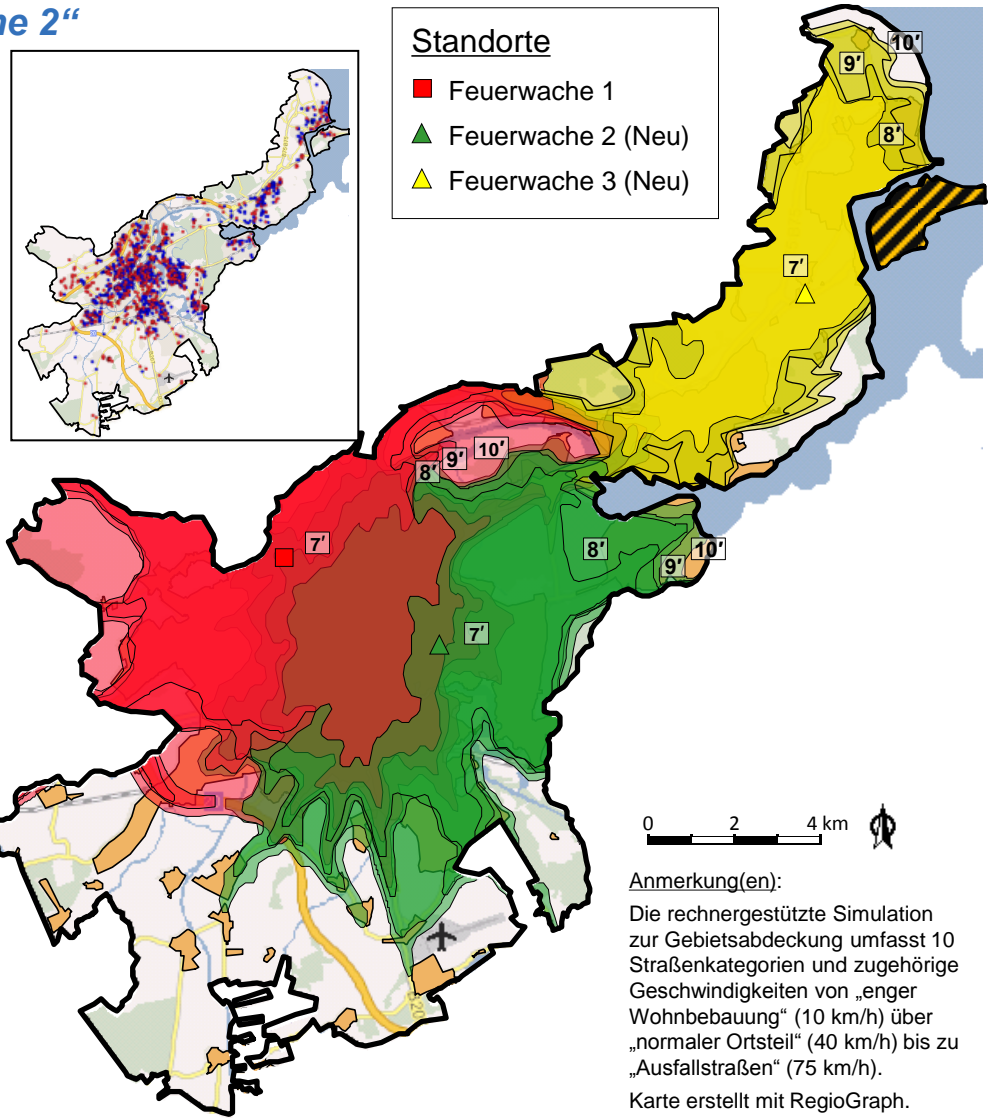 ne 2“
Standorte
Feuerwache 1
Feuerwache 2 (Neu)
Feuerwache 3 (Neu)
10′
9′
8′
7′
10′
9′
8′
7′
8′
10′
9′
7′
0 2 4 km
Anmerkung(en):
Die rechnergestützte Simulation
zur Gebietsabdeckung umfasst 10
Straßenkategorien und zugehörige
Geschwindigkeiten von „enger
Wohnbebauung“ (10 km/h) über
„normaler Ortsteil“ (40 km/h) bis zu
„Ausfallstraßen“ (75 km/h).
Karte erstellt mit RegioGraph.